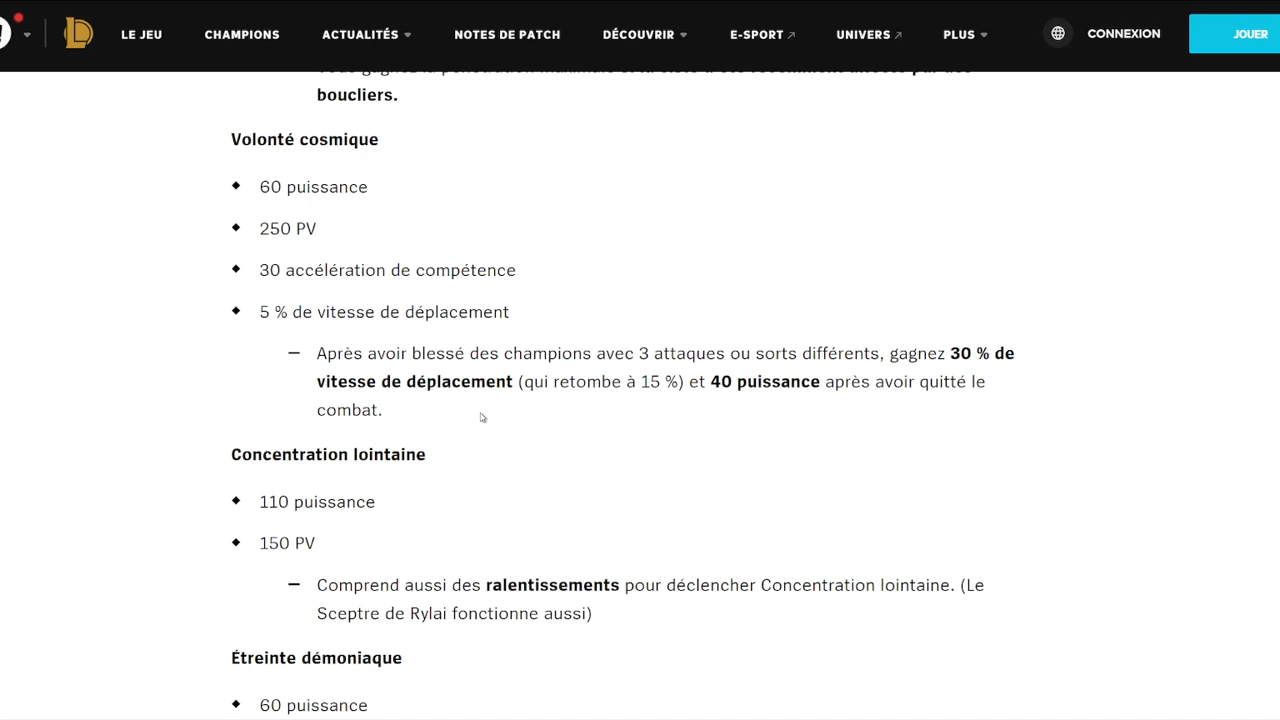 LE JEU CHAMPIONS ACTUALITÉS NOTES DE PATCH DÉCOUVRIR E-SPORT UNIVERS PLUS CONNEXION JOUER
boucliers.
Volonté cosmique
60 puissance
250 PV
30 accélération de compétence
5 % de vitesse de déplacement
Après avoir blessé des champions avec 3 attaques ou sorts différents, gagnez 30 % de
vitesse de déplacement (qui retombe à 15 %) et 40 puissance après avoir quitté le
combat.
Concentration lointaine
110 puissance
150 PV
Comprend aussi des ralentissements pour déclencher Concentration lointaine. (Le
Sceptre de Rylai fonctionne aussi)
Étreinte démoniaque
60 puissance